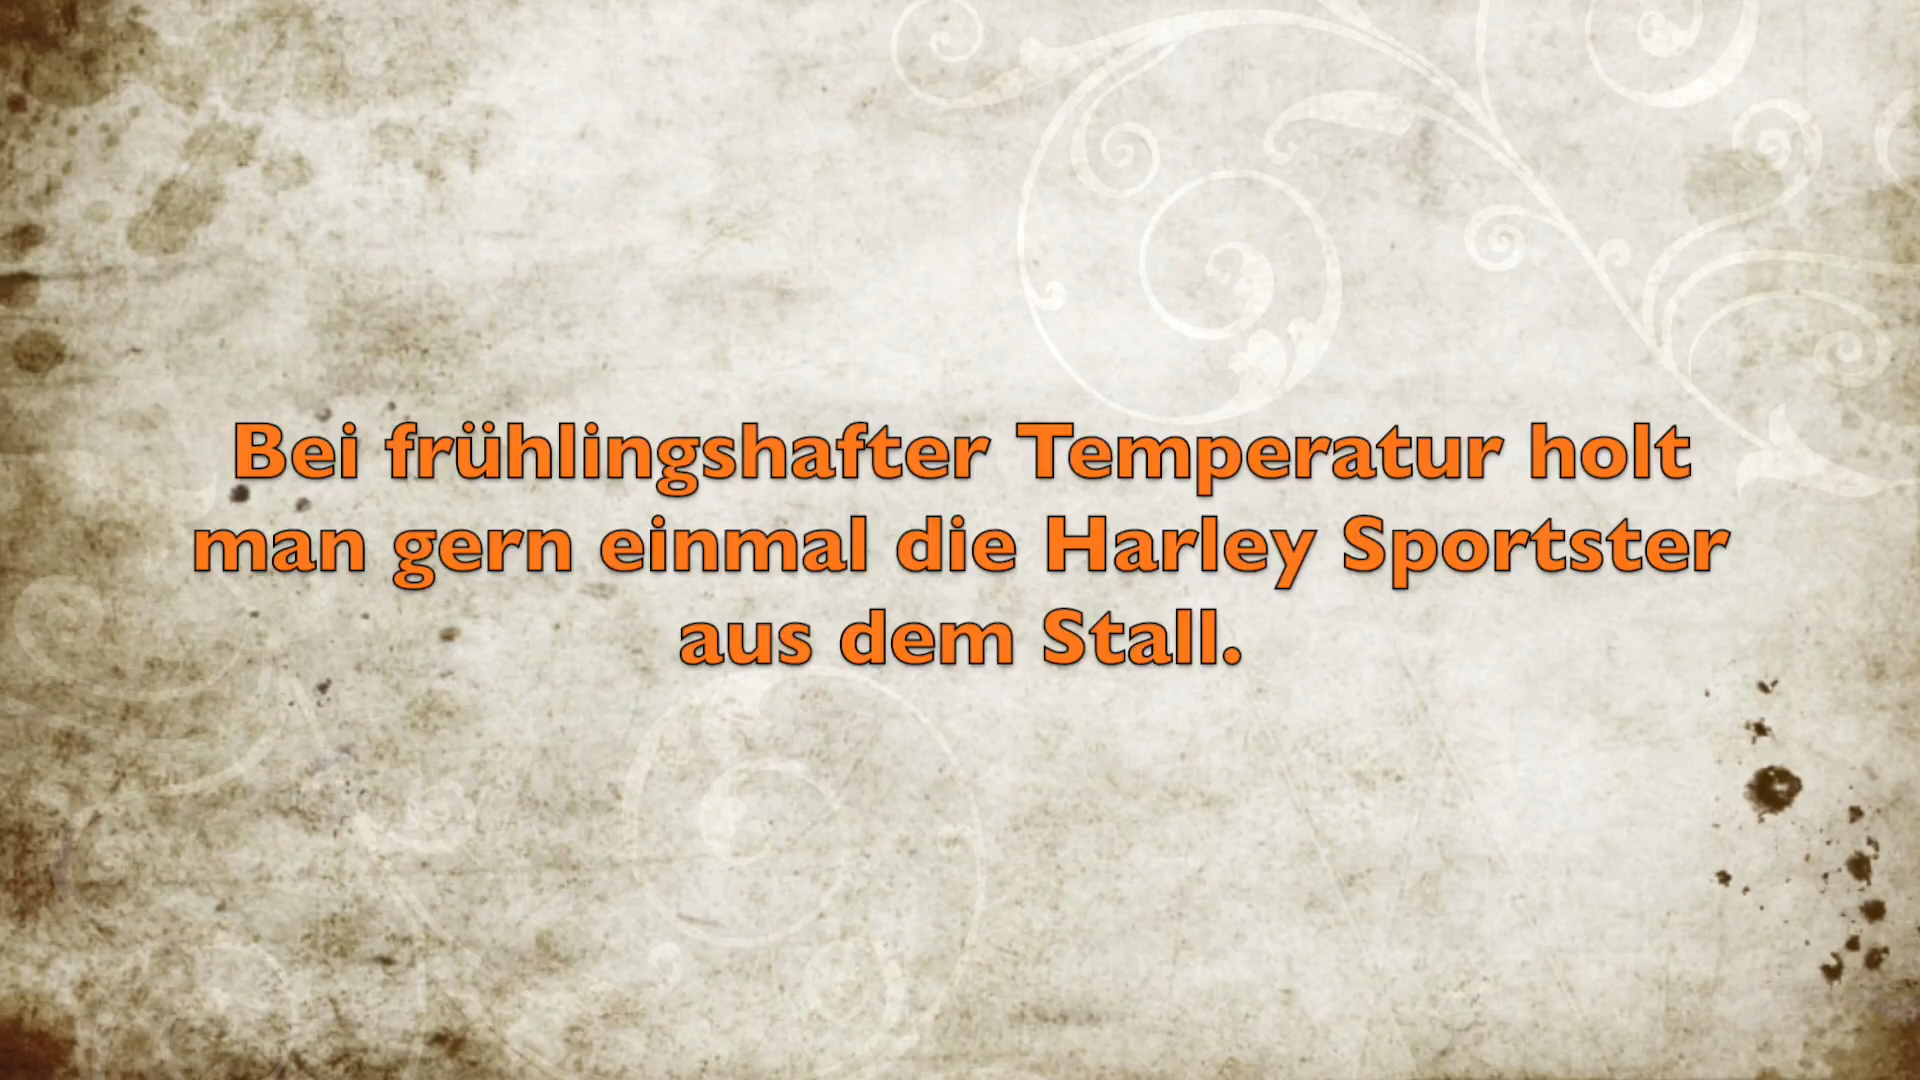 Bei frühlingshafter Temperatur holt
man gern einmal die Harley Sportster
aus dem Stall.